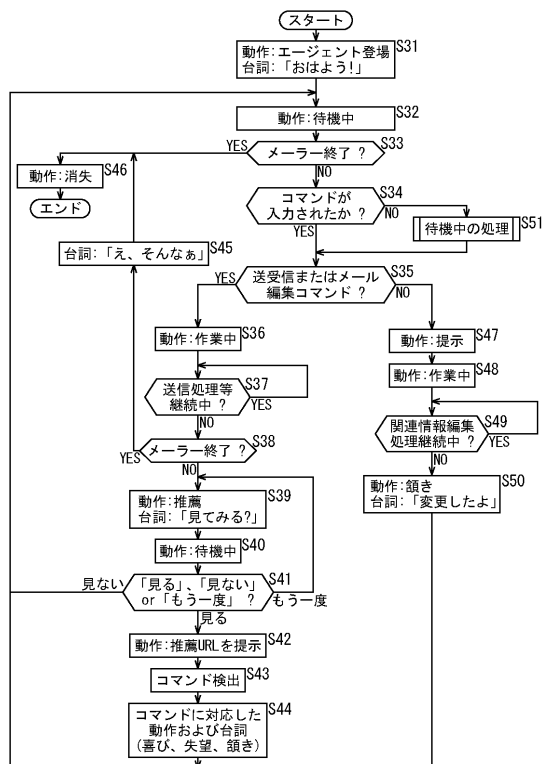 スタート
動作:エージェント登場
台詞:「おはよう!」
S31
動作:待機中
S32
メーラー終了 ?
S33
YES
NO
動作:消失
S46
エンド
コマンドが
入力されたか ?
S34
NO
YES
待機中の処理
S51
台詞:「え、そんなぁ」
S45
送受信またはメール
編集コマンド ?
S35
YES
NO
動作:作業中
S36
動作:提示
S47
動作:作業中
S48
送信処理等
継続中 ?
S37
YES
NO
関連情報編集
処理継続中 ?
S49
YES
NO
メーラー終了 ?
S38
YES
NO
動作:頷き
台詞:「変更したよ」
S50
動作:推薦
台詞:「見てみる?」
S39
動作:待機中
S40
「見る」、「見ない」
or「もう一度」 ?
S41
見ない
もう一度
見る
動作:推薦URLを提示
S42
コマンド検出
S43
コマンドに対応した
動作および台詞
(喜び、失望、頷き)
S44